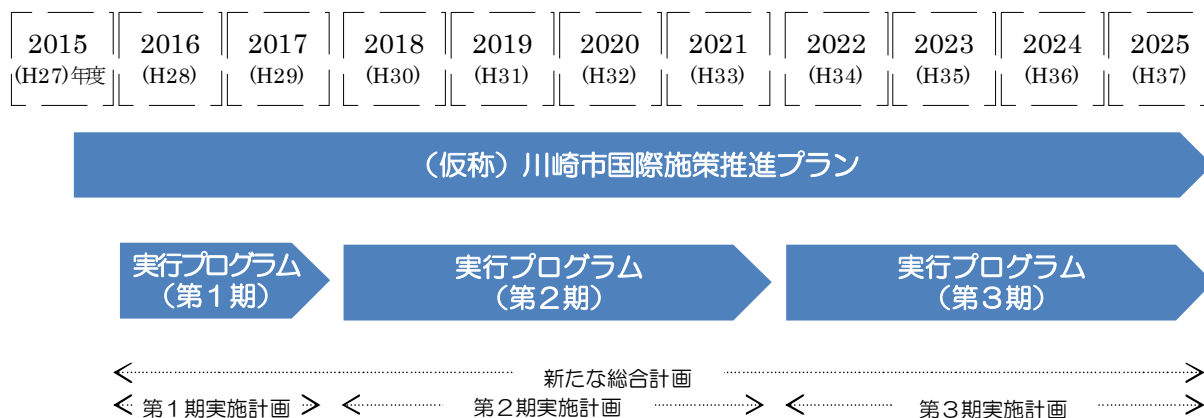 2015 2016 2017 2018 2019 2020 2021 2022 2023 2024 2025
(H27)年度 (H28) (H29) (H30) (H31) (H32) (H33) (H34) (H35) (H36) (H37)
（仮称）川崎市国際施策推進プラン
実行プログラム 実行プログラム 実行プログラム
（第１期） （第２期） （第３期）
新たな総合計画
第１期実施計画 第２期実施計画 第３期実施計画